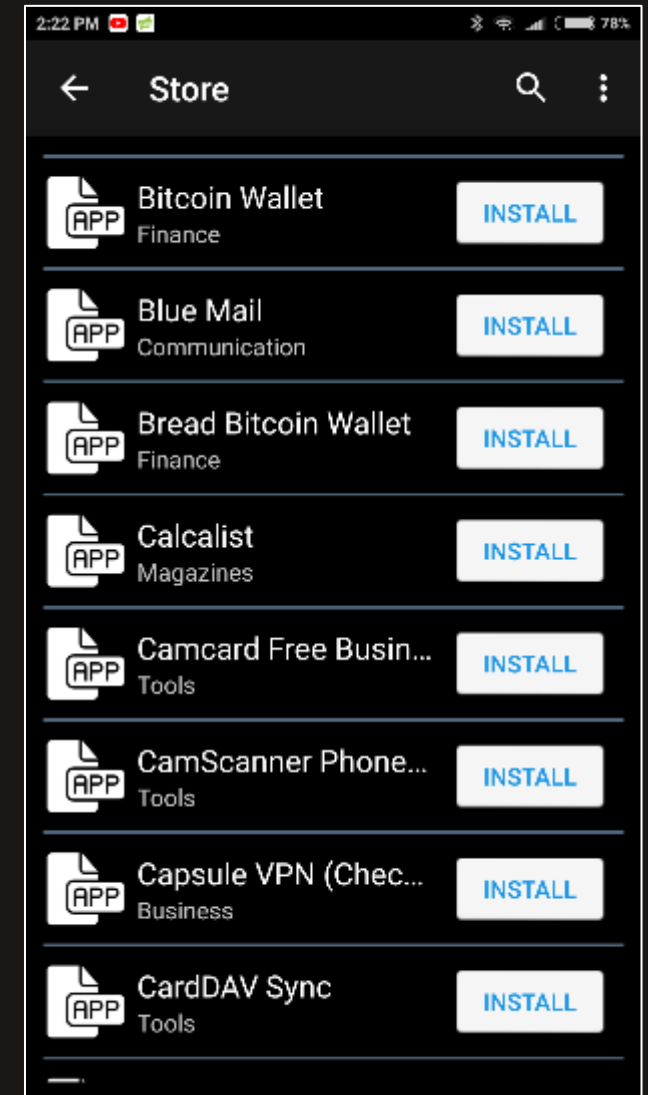 2:22 PM 78%
Store
APP Bitcoin Wallet INSTALL
Finance
APP Blue Mail INSTALL
Communication
APP Bread Bitcoin Wallet INSTALL
Finance
APP Calcalist INSTALL
Magazines
APP Camcard Free Busin... INSTALL
Tools
APP CamScanner Phone... INSTALL
Tools
APP Capsule VPN (Chec... INSTALL
Business
APP CardDAV Sync INSTALL
Tools